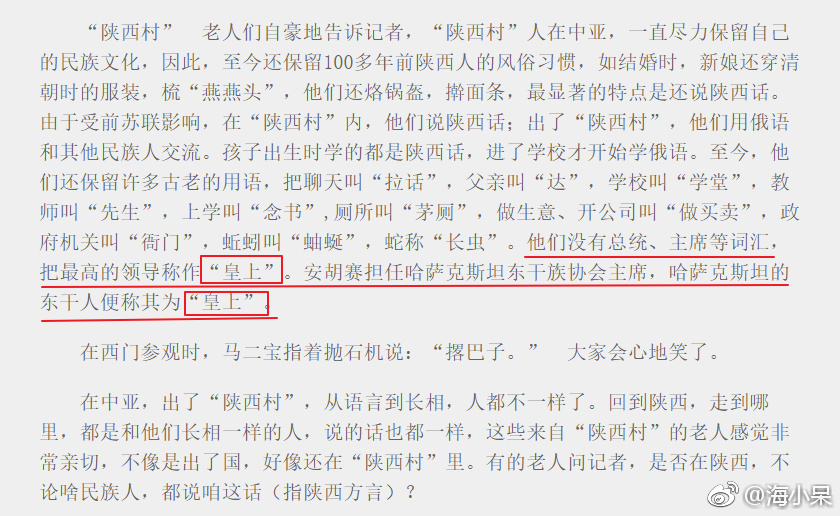 “陕西村”　老人们自豪地告诉记者，“陕西村”人在中亚，一直尽力保留自己
的民族文化，因此，至今还保留100多年前陕西人的风俗习惯，如结婚时，新娘还穿清
朝时的服装，梳“燕燕头”，他们还烙锅盔，擀面条，最显著的特点是还说陕西话。
由于受前苏联影响，在“陕西村”内，他们说陕西话；出了“陕西村”，他们用俄语
和其他民族人交流。孩子出生时学的都是陕西话，进了学校才开始学俄语。至今，他
们还保留许多古老的用语，把聊天叫“拉话”，父亲叫“达”，学校叫“学堂”，教
师叫“先生”，上学叫“念书”,厕所叫“茅厕”，做生意、开公司叫“做买卖”，政
府机关叫“衙门”，蚯蚓叫“蛐蜒”，蛇称“长虫”。他们没有总统、主席等词汇，
把最高的领导称作“皇上”。安胡赛担任哈萨克斯坦东干族协会主席，哈萨克斯坦的
东干人便称其为“皇上”。
在西门参观时，马二宝指着抛石机说：“撂巴子。”　大家会心地笑了。
在中亚，出了“陕西村”，从语言到长相，人都不一样了。回到陕西，走到哪
里，都是和他们长相一样的人，说的话也都一样，这些来自“陕西村”的老人感觉非
常亲切，不像是出了国，好像还在“陕西村”里。有的老人问记者，是否在陕西，不
论啥民族人，都说咱这话（指陕西方言）？
@海小呆